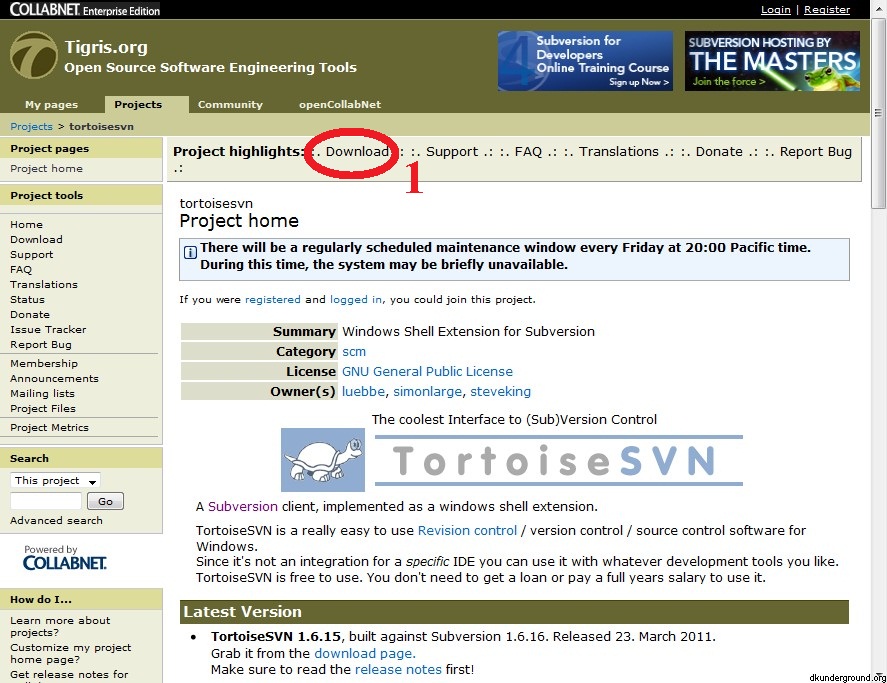 COLLABNET Enterprise Edition
Login | Register
Tigris.org
Open Source Software Engineering Tools
Subversion for
Developers
Online Training Course
Sign up Now >
SUBVERSION HOSTING BY
THE MASTERS
Join the force >
My pages Projects Community openCollabNet
Projects > tortoisesvn
Project pages
Project home
Project tools
Home
Download
Support
FAQ
Translations
Status
Donate
Issue Tracker
Report Bug
Membership
Announcements
Mailing lists
Project Files
Project Metrics
Search
This project
Go
Advanced search
Powered by
COLLABNET.
How do I...
Learn more about
projects?
Customize my project
home page?
Get release notes for
Project highlights: :. Download .: :. Support .: :. FAQ .: :. Translations .: :. Donate .: :. Report Bug
.:
1
tortoisesvn
Project home
There will be a regularly scheduled maintenance window every Friday at 20:00 Pacific time.
During this time, the system may be briefly unavailable.
If you were registered and logged in, you could join this project.
Summary Windows Shell Extension for Subversion
Category scm
License GNU General Public License
Owner(s) luebbe, simonlarge, steveking
The coolest Interface to (Sub)Version Control
TortoiseSVN
A Subversion client, implemented as a windows shell extension.
TortoiseSVN is a really easy to use Revision control / version control / source control software for
Windows.
Since it's not an integration for a specific IDE you can use it with whatever development tools you like.
TortoiseSVN is free to use. You don't need to get a loan or pay a full years salary to use it.
Latest Version
• TortoiseSVN 1.6.15, built against Subversion 1.6.16. Released 23. March 2011.
Grab it from the download page.
Make sure to read the release notes first!
dkunderground.org